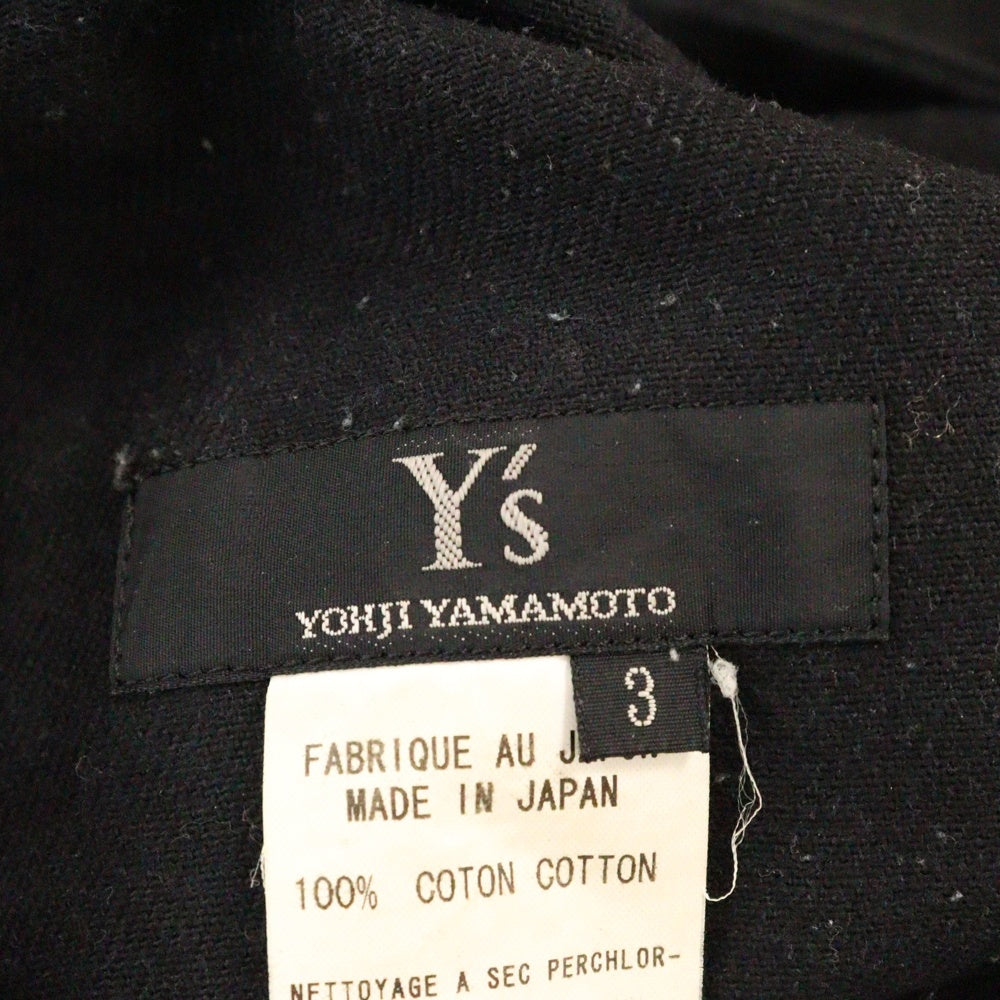 Y's
YOHJI YAMAMOTO
3
FABRIQUE AU
MADE IN JAPAN
100% COTON COTTON
NETTOYAGE A SEC PERCHLOR-